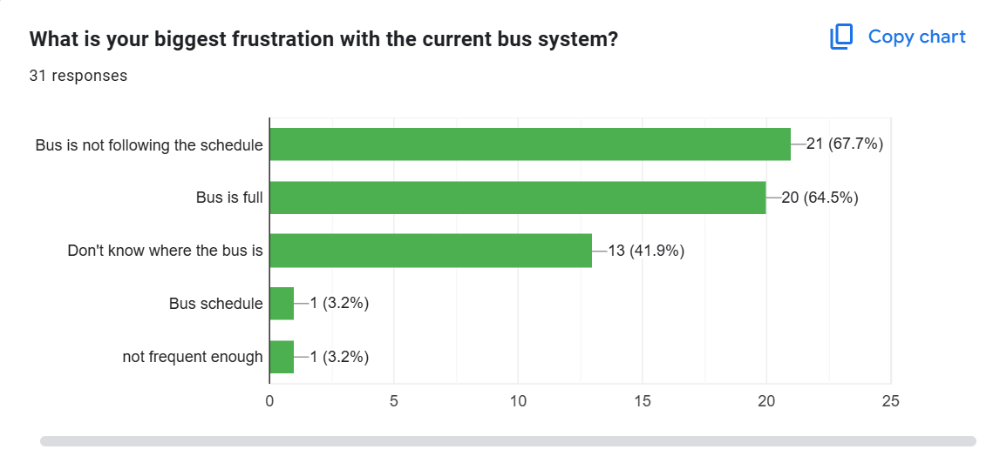 What is your biggest frustration with the current bus system?
Copy chart
31 responses
Bus is not following the schedule 21 (67.7%)
Bus is full 20 (64.5%)
Don't know where the bus is 13 (41.9%)
Bus schedule 1 (3.2%)
not frequent enough 1 (3.2%)
0 5 10 15 20 25